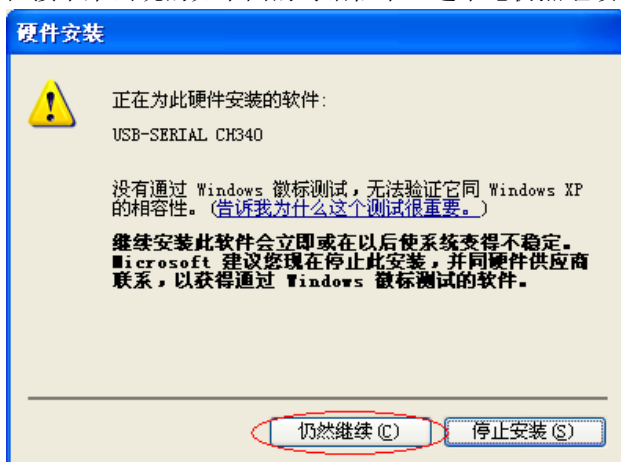 硬件安装
正在为此硬件安装的软件:
USB-SERIAL CH340
没有通过 Windows 徽标测试，无法验证它同 Windows XP
的相容性。(告诉我为什么这个测试很重要。)
继续安装此软件会立即或在以后使系统变得不稳定。
Microsoft 建议您现在停止此安装，并同硬件供应商
联系，以获得通过 Windows 徽标测试的软件。
仍然继续(C)
停止安装(S)